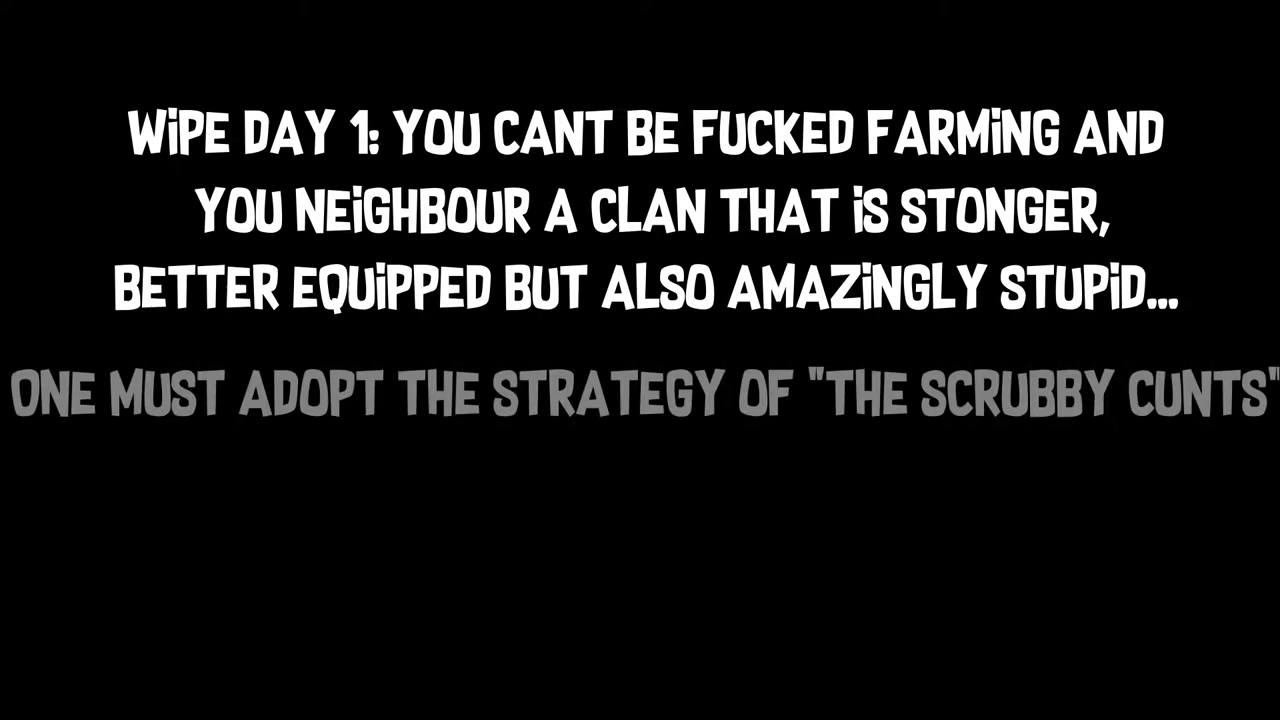 WiPE DAY 1: YOU CANT BE FUCKED FARMiNG AND
YOU NEiGHBOUR A CLAN THAT iS STONGER,
BETTER EQUiPPED BUT ALSO AMAZiNGLY STUPiD...
ONE MUST ADOPT THE STRATEGY OF "THE SCRUBBY CUNTS"